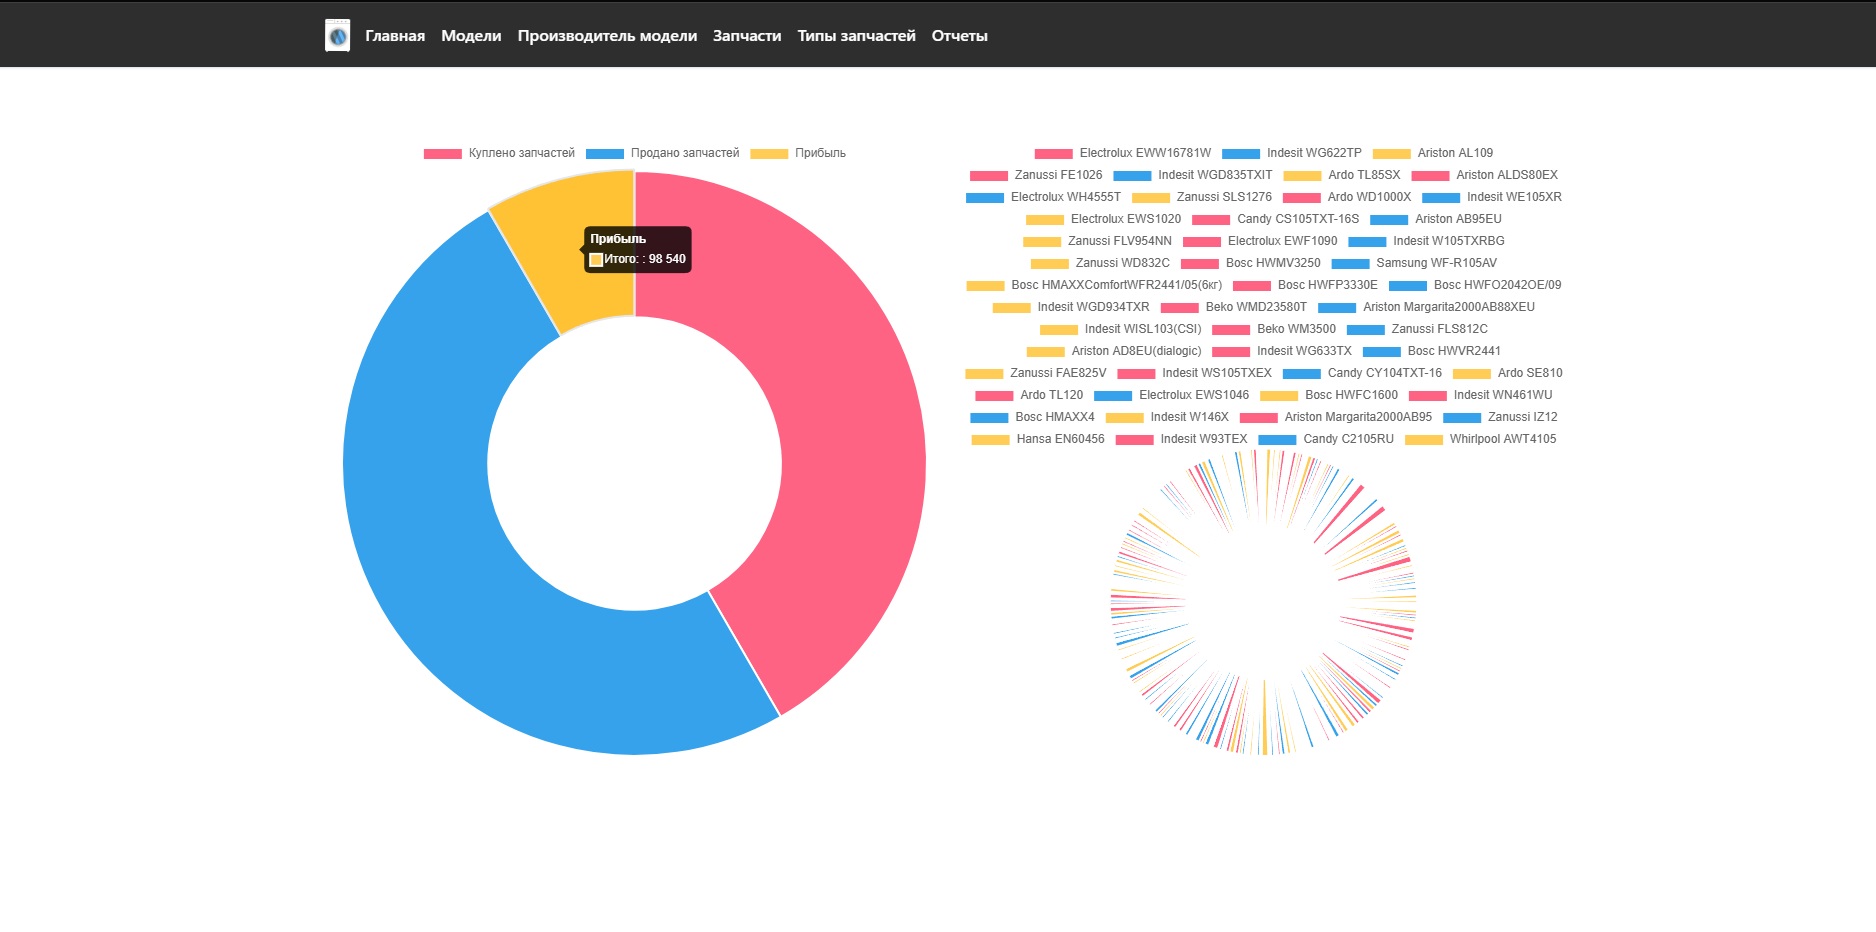 Главная Модели Производитель модели Запчасти Типы запчастей Отчеты
Куплено запчастей Продано запчастей Прибыль
Прибыль
Итого: : 98 540
Electrolux EWW16781W Indesit WG622TP Ariston AL109
Zanussi FE1026 Indesit WGD835TXIT Ardo TL85SX Ariston ALDS80EX
Electrolux WH4555T Zanussi SLS1276 Ardo WD1000X Indesit WE105XR
Electrolux EWS1020 Candy CS105TXT-16S Ariston AB95EU
Zanussi FLV954NN Electrolux EWF1090 Indesit W105TXRBG
Zanussi WD832C Bosc HWMV3250 Samsung WF-R105AV
Bosc HMAXXComfortWFR2441/05(6кг) Bosc HWFP3330E Bosc HWFO2042OE/09
Indesit WGD934TXR Beko WMD23580T Ariston Margarita2000AB88XEU
Indesit WISL103(CSI) Beko WM3500 Zanussi FLS812C
Ariston AD8EU(dialogic) Indesit WG633TX Bosc HWVR2441
Zanussi FAE825V Indesit WS105TXEX Candy CY104TXT-16 Ardo SE810
Ardo TL120 Electrolux EWS1046 Bosc HWFC1600 Indesit WN461WU
Bosc HMAXX4 Indesit W146X Ariston Margarita2000AB95 Zanussi IZ12
Hansa EN60456 Indesit W93TEX Candy C2105RU Whirlpool AWT4105